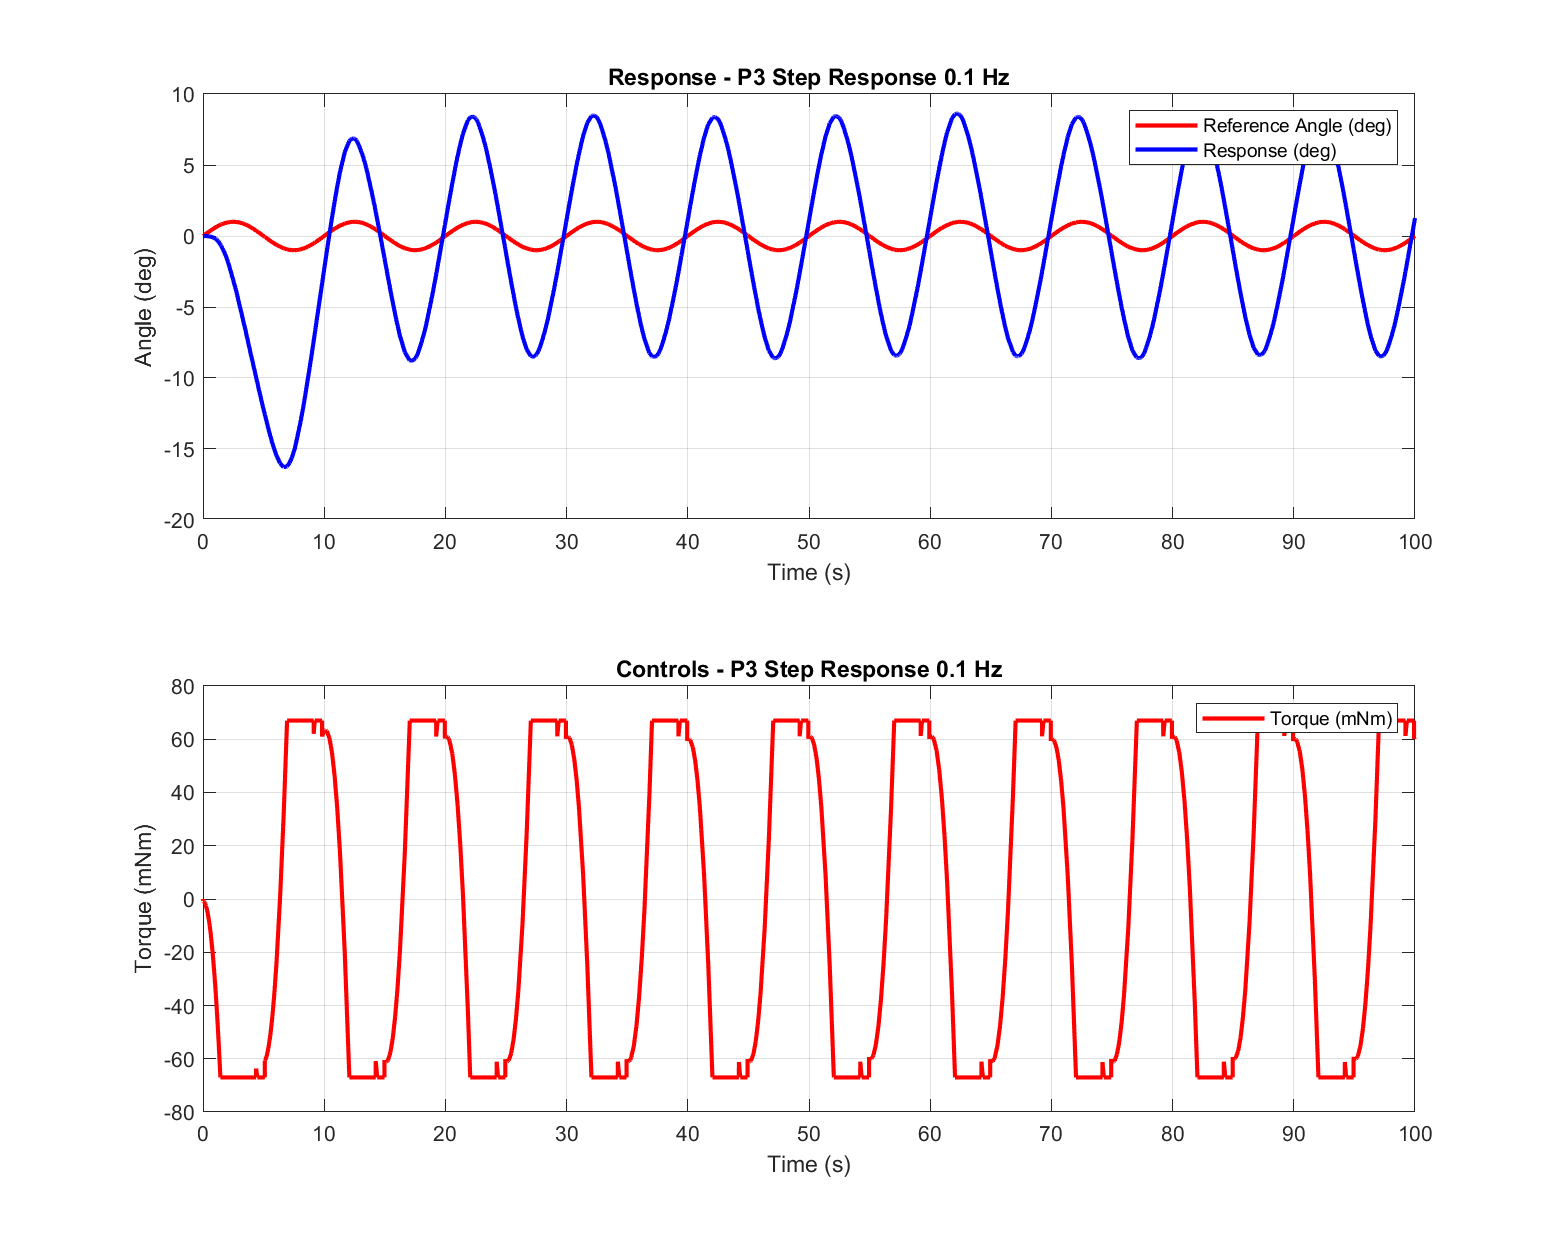 Response - P3 Step Response 0.1 Hz
10
5
0
-5
-10
-15
-20
Angle (deg)
Reference Angle (deg)
Response (deg)
0 10 20 30 40 50 60 70 80 90 100
Time (s)
Controls - P3 Step Response 0.1 Hz
80
60
40
20
0
-20
-40
-60
-80
Torque (mNm)
Torque (mNm)
0 10 20 30 40 50 60 70 80 90 100
Time (s)